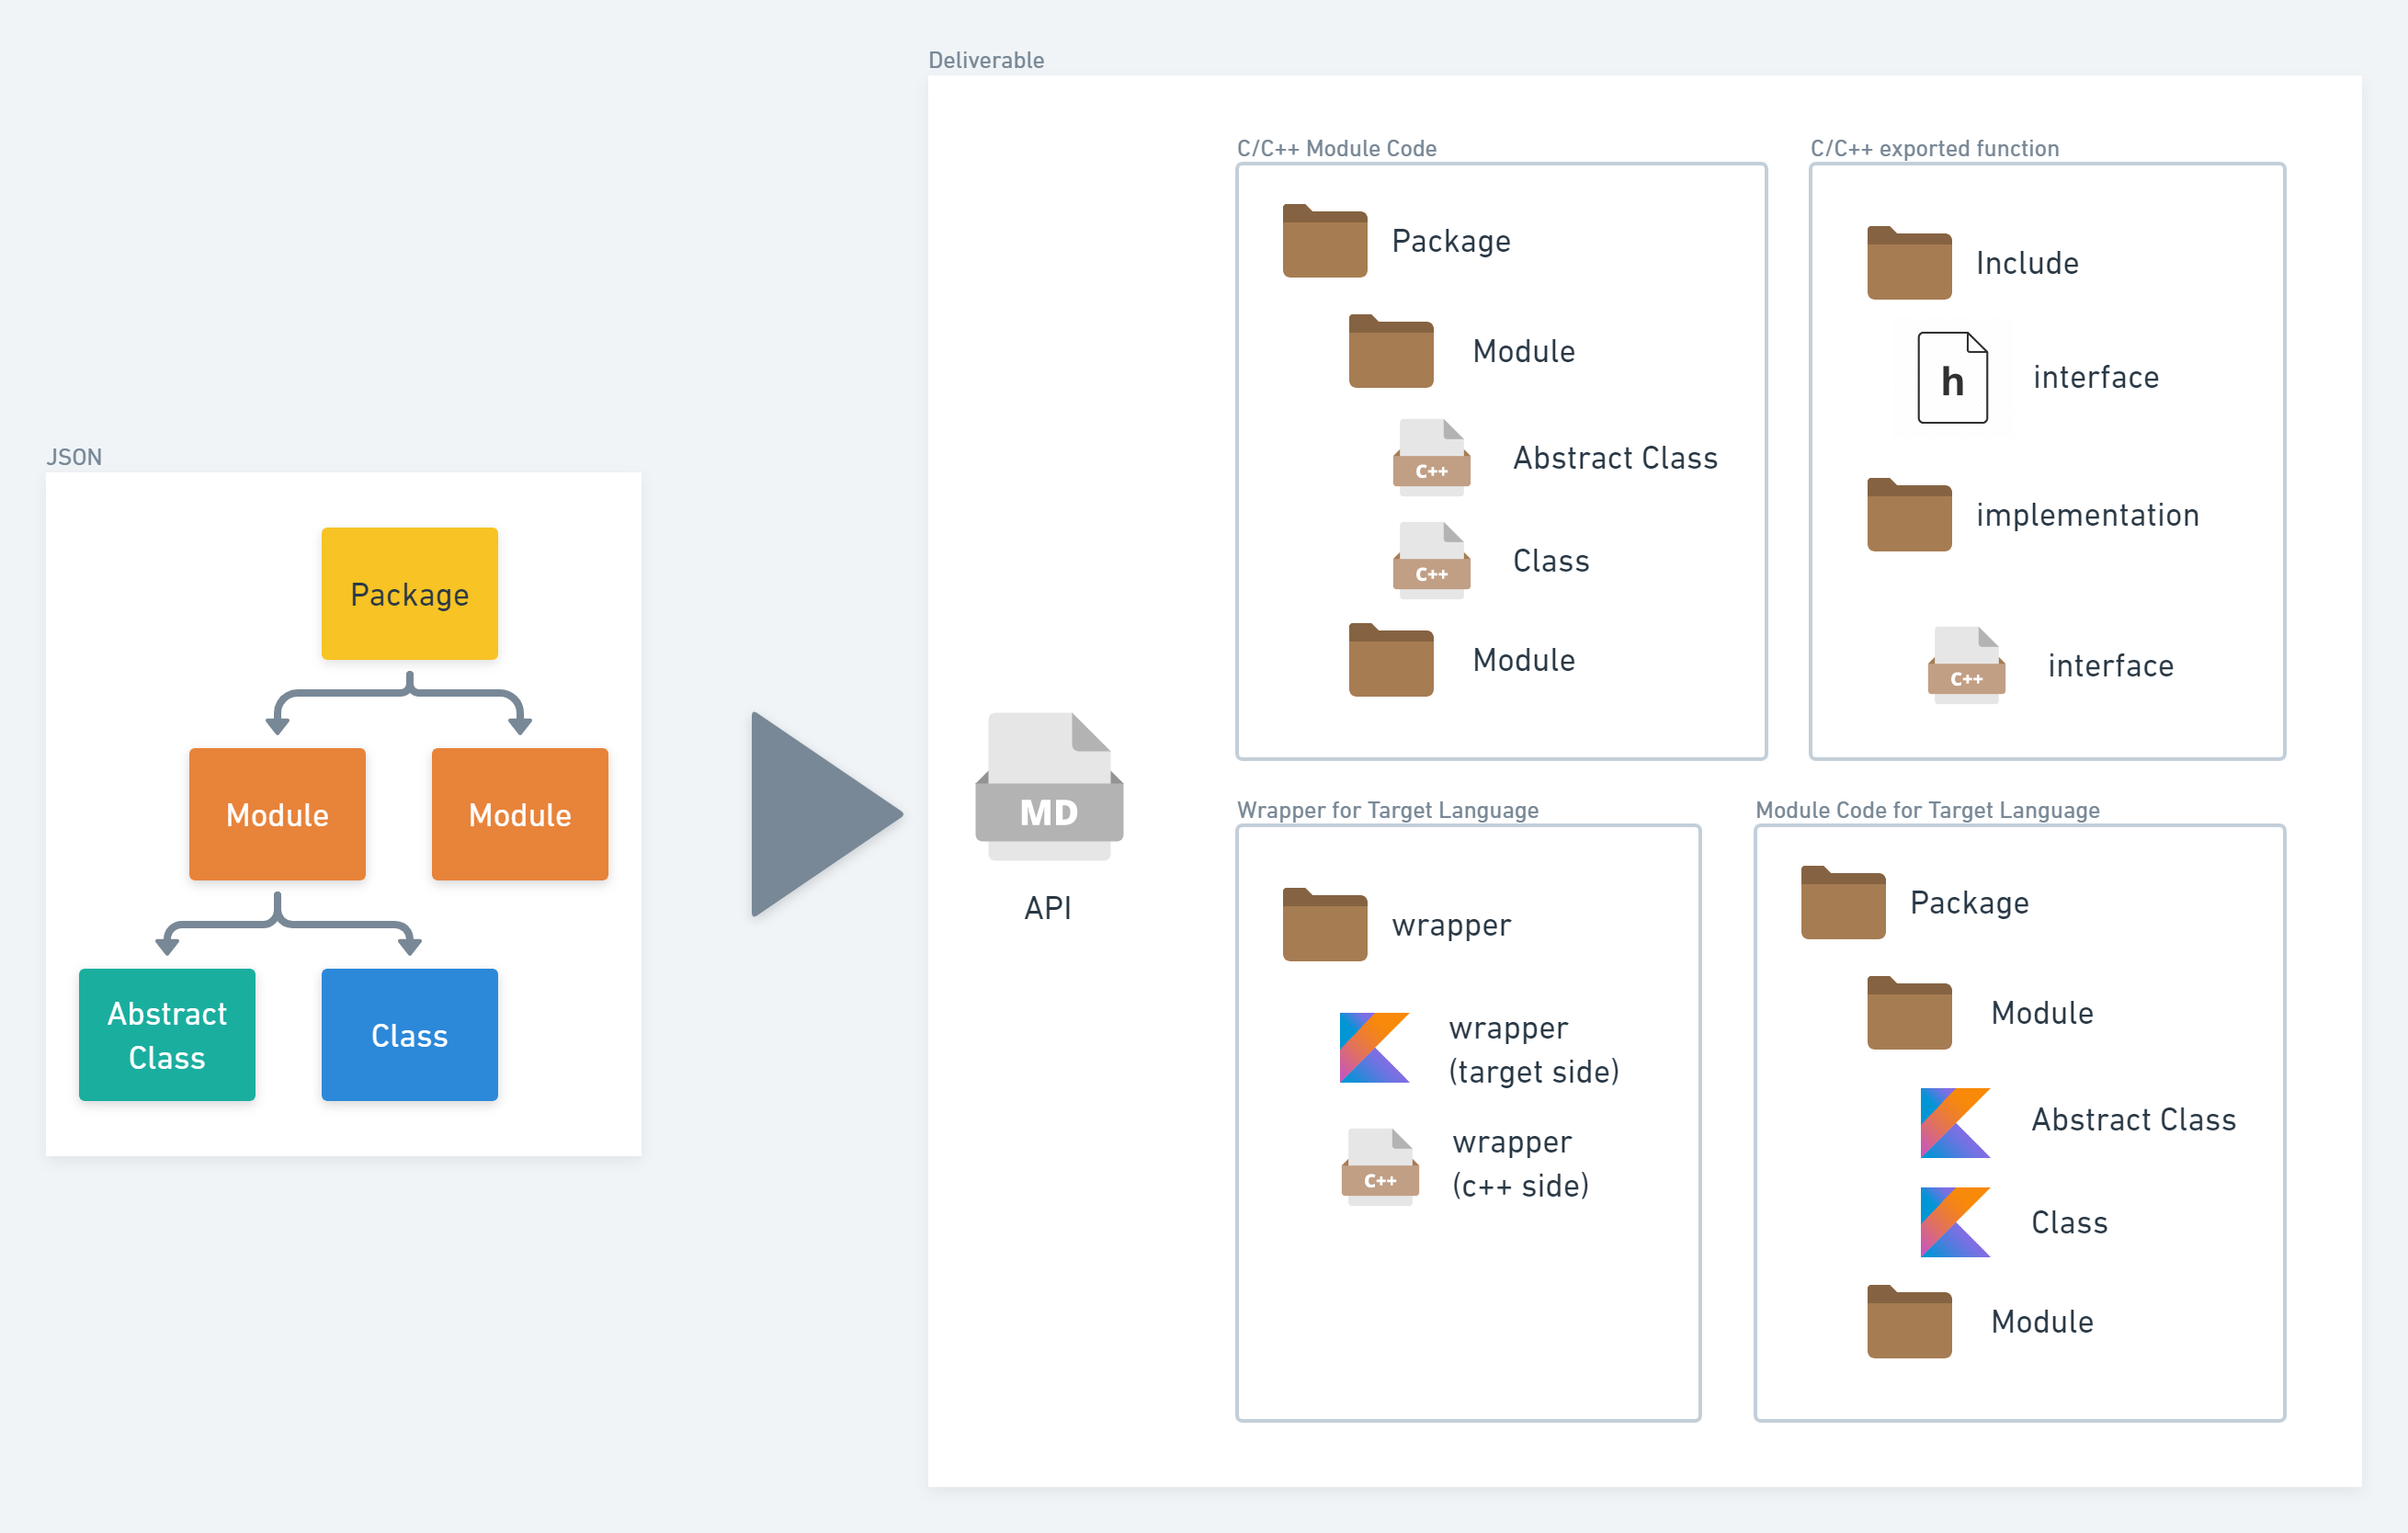 JSON
Package
Module
Module
Abstract
Class
Class
Deliverable
MD
API
C/C++ Module Code
Package
Module
C++
Abstract Class
C++
Class
Module
C/C++ exported function
Include
h
interface
implementation
C++
interface
Wrapper for Target Language
wrapper
wrapper
(target side)
C++
wrapper
(c++ side)
Module Code for Target Language
Package
Module
Abstract Class
Class
Module